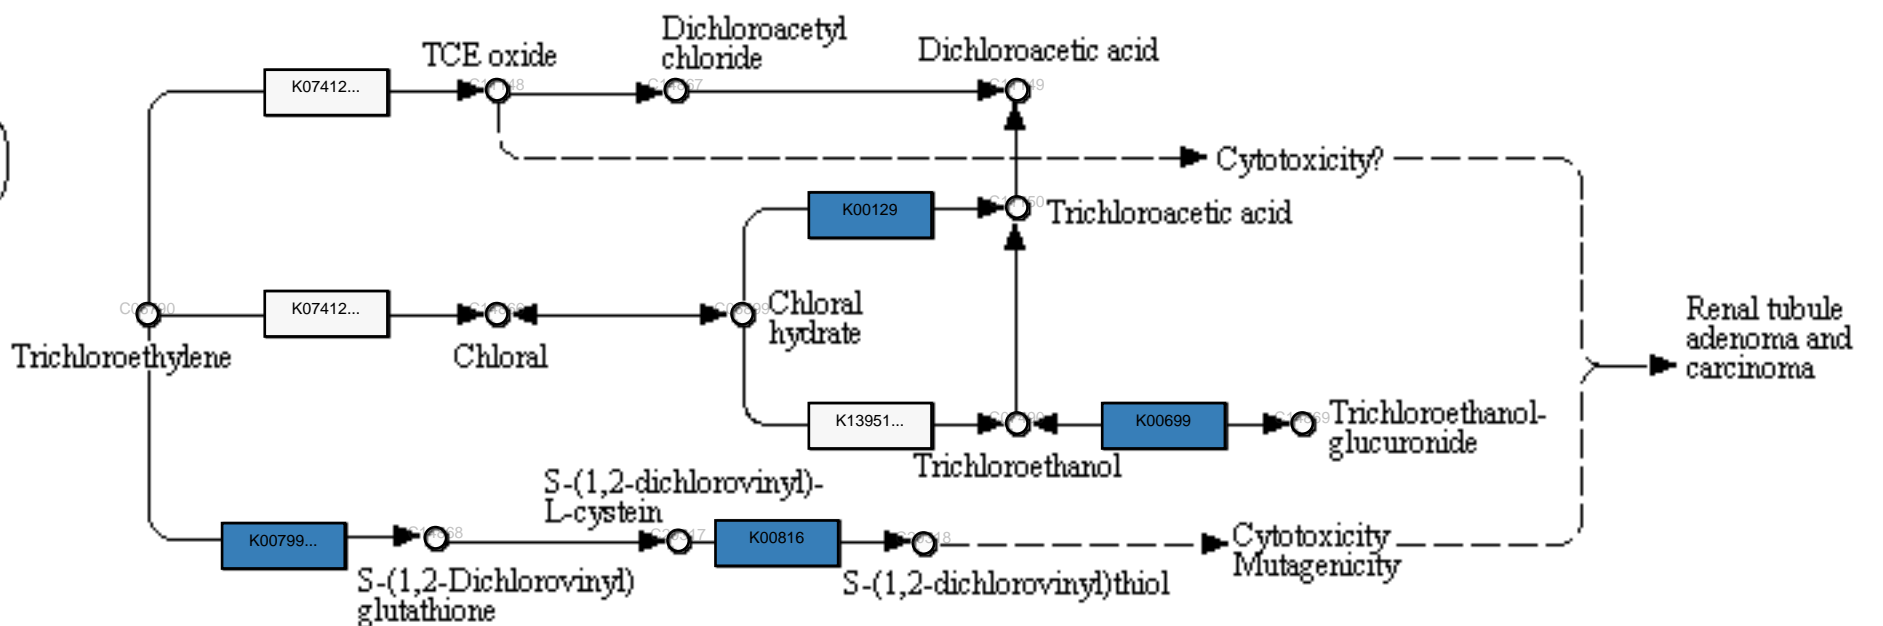 Dichloroacetyl
chloride
TCE oxide
Dichloroacetic acid
K07412...
Cytotoxicity?
K00129
Trichloroacetic acid
K07412...
Chloral
hydrate
Trichloroethylene
Chloral
Renal tubule
adenoma and
carcinoma
K13951...
K00699
Trichloroethanol-
glucuronide
Trichloroethanol
S-(1,2-dichlorovinyl)-
L-cystein
K00799...
K00816
Cytotoxicity
Mutagenicity
S-(1,2-Dichlorovinyl)
glutathione
S-(1,2-dichlorovinyl)thiol